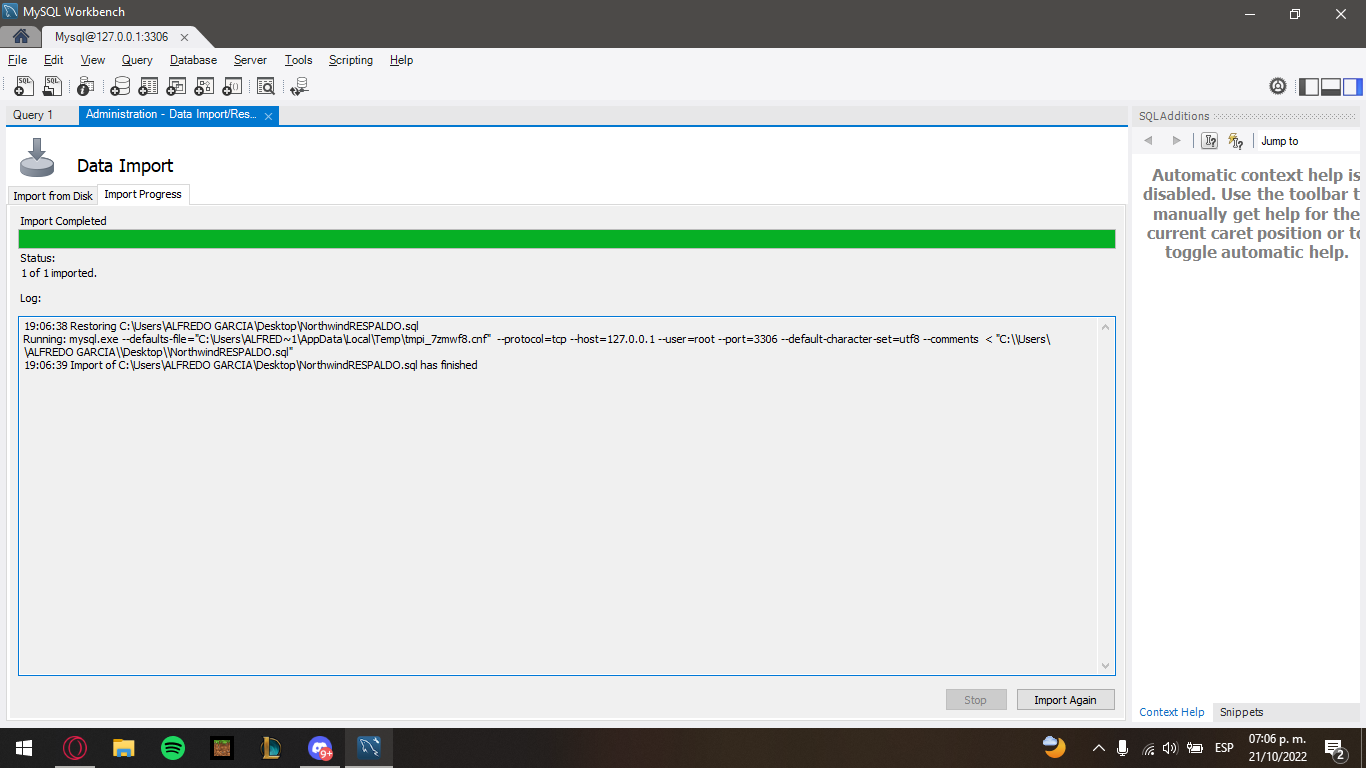 MySQL Workbench
Mysql@127.0.0.1:3306
File Edit View Query Database Server Tools Scripting Help
Query 1
Administration - Data Import/Res...
SQLAdditions
Jump to
Data Import
Import from Disk
Import Progress
Import Completed
Status:
1 of 1 imported.
Log:
19:06:38 Restoring C:\Users\ALFREDO GARCIA\Desktop\NorthwindRESPALDO.sql
Running: mysql.exe --defaults-file="C:\Users\ALFRED~1\AppData\Local\Temp\tmpi_7zmwf8.cnf"  --protocol=tcp --host=127.0.0.1 --user=root --port=3306 --default-character-set=utf8 --comments  < "C:\\Users\
\ALFREDO GARCIA\\Desktop\\NorthwindRESPALDO.sql"
19:06:39 Import of C:\Users\ALFREDO GARCIA\Desktop\NorthwindRESPALDO.sql has finished
Stop
Import Again
Automatic context help is
disabled. Use the toolbar t
manually get help for the
current caret position or to
toggle automatic help.
Context Help
Snippets
9+
ESP
07:06 p. m.
21/10/2022
2